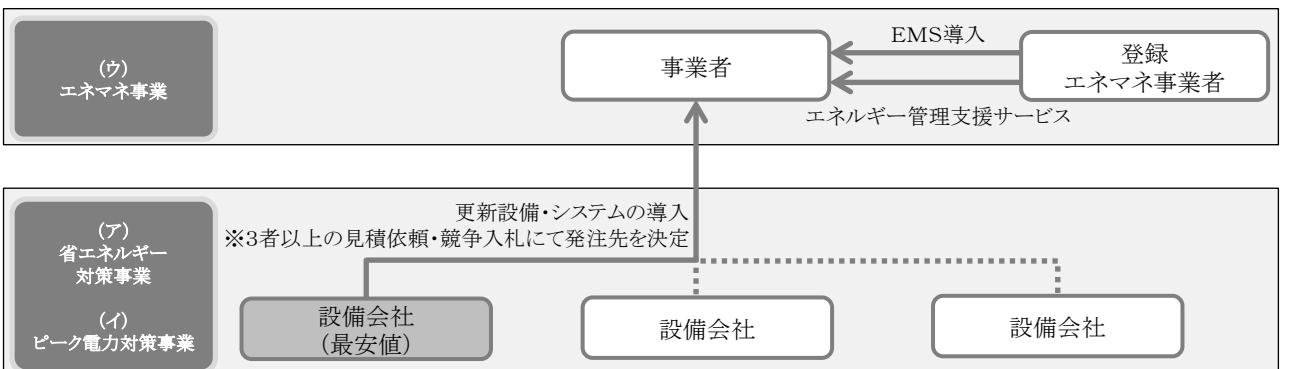 (ウ)
エネマネ事業
事業者
EMS導入
登録
エネマネ事業者
エネルギー管理支援サービス
(ア)
省エネルギー
対策事業
(イ)
ピーク電力対策事業
更新設備・システムの導入
※3者以上の見積依頼・競争入札にて発注先を決定
設備会社
(最安値)
設備会社
設備会社